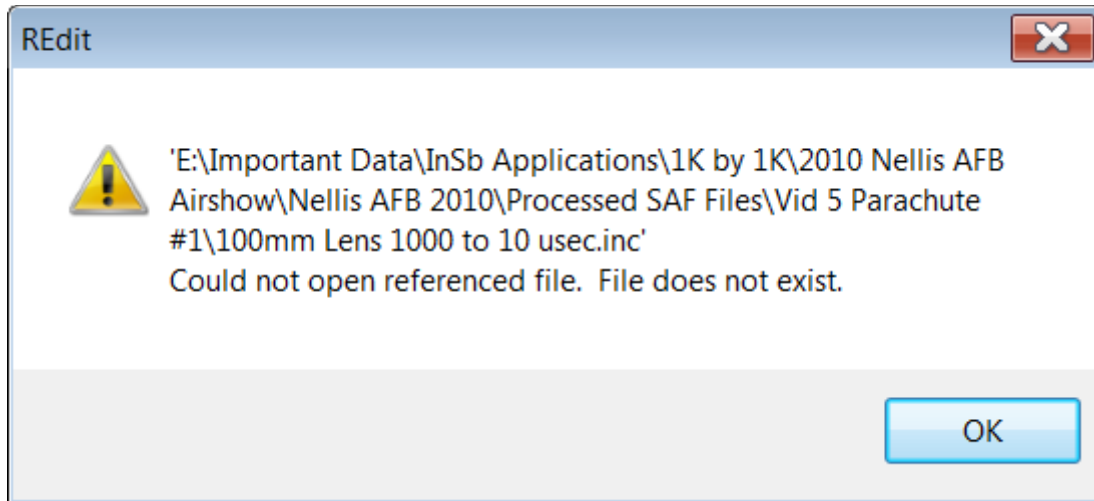 REdit
'E:\Important Data\InSb Applications\1K by 1K\2010 Nellis AFB
Airshow\Nellis AFB 2010\Processed SAF Files\Vid 5 Parachute
#1\100mm Lens 1000 to 10 usec.inc'
Could not open referenced file.  File does not exist.
OK